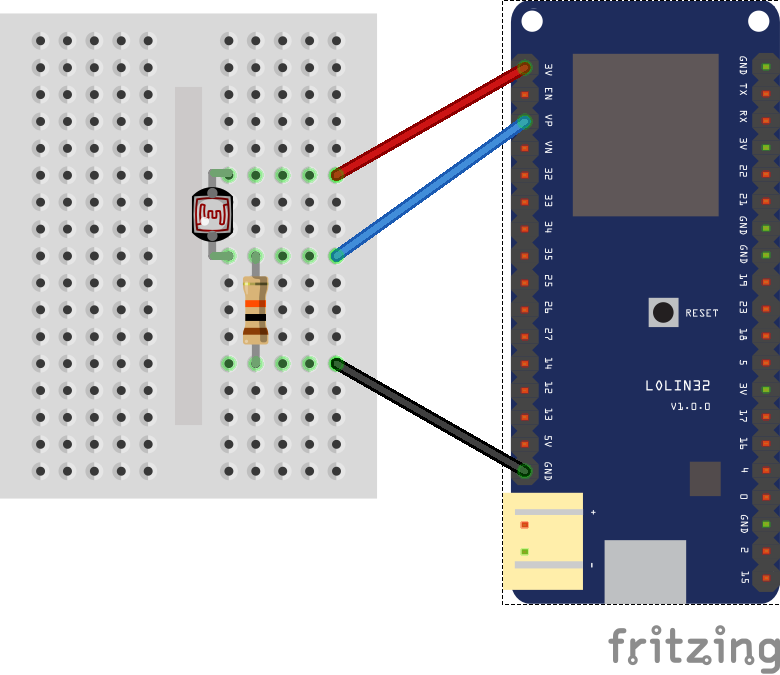 3V
EN
VP
VN
32
33
34
35
25
26
27
14
12
13
5V
GND
GND
TX
RX
3V
22
21
GND
GND
19
23
18
5
3V
17
16
4
0
GND
2
15
RESET
LOLIN32
V1.0.0
+
-
fritzing